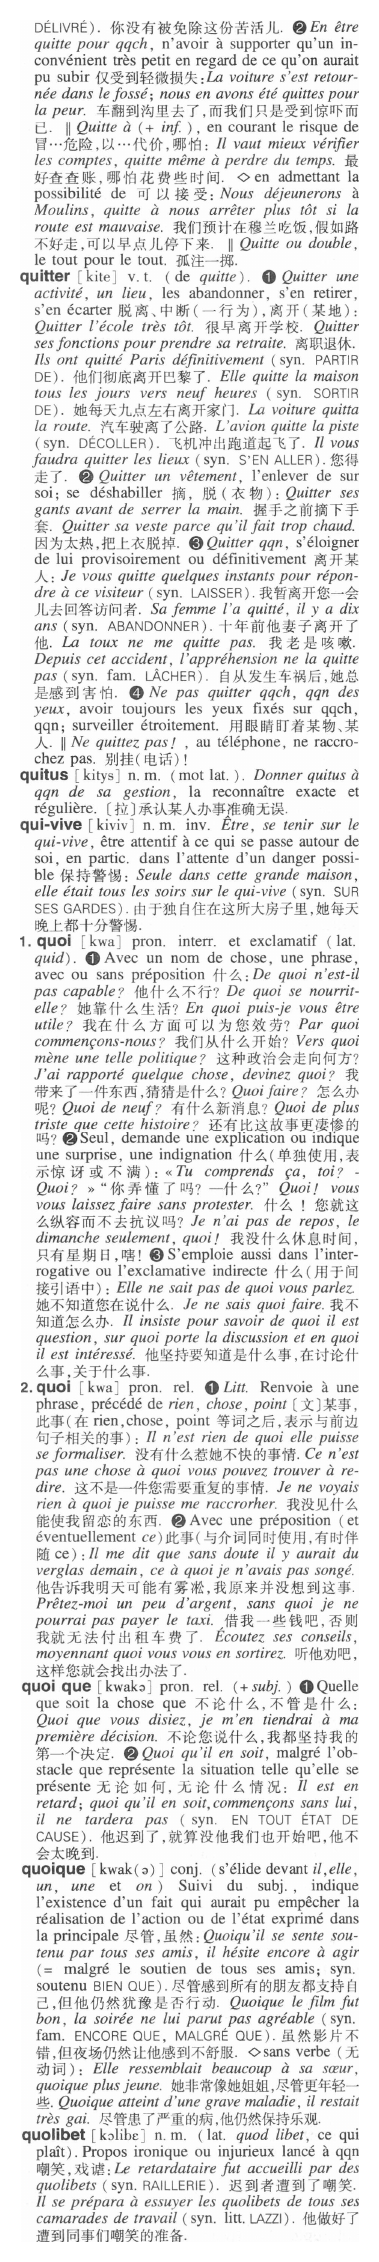 DÉLIVRÉ). 你没有被免除这份苦活儿. ❷ En être
quitte pour qqch, n'avoir à supporter qu'un in-
convénient très petit en regard de ce qu'on aurait
pu subir 仅受到轻微损失: La voiture s'est retour-
née dans le fossé; nous en avons été quittes pour
la peur. 车翻到沟里去了,而我们只是受到惊吓而
已. ‖ Quitte à (+ inf.), en courant le risque de
冒…危险,以…代价,哪怕: Il vaut mieux vérifier
les comptes, quitte même à perdre du temps. 最
好查查账,哪怕花费些时间. ◇ en admettant la
possibilité de 可以接受: Nous déjeunerons à
Moulins, quitte à nous arrêter plus tôt si la
route est mauvaise. 我们预计在穆兰吃饭,假如路
不好走,可以早点儿停下来. ‖ Quitte ou double,
le tout pour le tout. 孤注一掷.
quitter [kite] v. t. (de quitte). ❶ Quitter une
activité, un lieu, les abandonner, s'en retirer,
s'en écarter 脱离、中断(一行为),离开(某地):
Quitter l'école très tôt. 很早离开学校. Quitter
ses fonctions pour prendre sa retraite. 离职退休.
Ils ont quitté Paris définitivement (syn. PARTIR
DE). 他们彻底离开巴黎了. Elle quitte la maison
tous les jours vers neuf heures (syn. SORTIR
DE). 她每天九点左右离开家门. La voiture quitta
la route. 汽车驶离了公路. L'avion quitte la piste
(syn. DÉCOLLER). 飞机冲出跑道起飞了. Il vous
faudra quitter les lieux (syn. S'EN ALLER). 您得
走了. ❷ Quitter un vêtement, l'enlever de sur
soi; se déshabiller 摘, 脱(衣物): Quitter ses
gants avant de serrer la main. 握手之前摘下手
套. Quitter sa veste parce qu'il fait trop chaud.
因为太热,把上衣脱掉. ❸ Quitter qqn, s'éloigner
de lui provisoirement ou définitivement 离开某
人: Je vous quitte quelques instants pour répon-
dre à ce visiteur (syn. LAISSER). 我暂离开您一会
儿去回答访问者. Sa femme l'a quitté, il y a dix
ans (syn. ABANDONNER). 十年前他妻子离开了
他. La toux ne me quitte pas. 我老是咳嗽.
Depuis cet accident, l'appréhension ne la quitte
pas (syn. fam. LÂCHER). 自从发生车祸后,她总
是感到害怕. ❹ Ne pas quitter qqch, qqn des
yeux, avoir toujours les yeux fixés sur qqch,
qqn; surveiller étroitement. 用眼睛盯着某物、某
人. ‖ Ne quittez pas!, au téléphone, ne raccro-
chez pas. 别挂(电话)!
quitus [kitys] n. m. (mot lat.). Donner quitus à
qqn de sa gestion, la reconnaître exacte et
régulière. [拉]承认某人办事准确无误.
qui-vive [kiviv] n. m. inv. Être, se tenir sur le
qui-vive, être attentif à ce qui se passe autour de
soi, en partic. dans l'attente d'un danger possi-
ble 保持警惕: Seule dans cette grande maison,
elle était tous les soirs sur le qui-vive (syn. SUR
SES GARDES). 由于独自住在这所大房子里,她每天
晚上都十分警惕.
1. quoi [kwa] pron. interr. et exclamatif (lat.
quid). ❶ Avec un nom de chose, une phrase,
avec ou sans préposition 什么: De quoi n'est-il
pas capable? 他什么不行? De quoi se nourrit-
elle? 她靠什么生活? En quoi puis-je vous être
utile? 我在什么方面可以为您效劳? Par quoi
commençons-nous? 我们从什么开始? Vers quoi
mène une telle politique? 这种政治会走向何方?
J'ai rapporté quelque chose, devinez quoi? 我
带来了一件东西,猜猜是什么? Quoi faire? 怎么办
呢? Quoi de neuf? 有什么新消息? Quoi de plus
triste que cette histoire? 还有比这故事更凄惨的
吗? ❷ Seul, demande une explication ou indique
une surprise, une indignation 什么(单独使用,表
示惊讶或不满): «Tu comprends ça, toi? -
Quoi? » “你弄懂了吗? —什么?” Quoi! vous
vous laissez faire sans protester. 什么! 您就这
么纵容而不去抗议吗? Je n'ai pas de repos, le
dimanche seulement, quoi! 我没什么休息时间,
只有星期日,嗐! ❸ S'emploie aussi dans l'inter-
rogative ou l'exclamative indirecte 什么(用于间
接引语中): Elle ne sait pas de quoi vous parlez.
她不知道您在说什么. Je ne sais quoi faire. 我不
知道怎么办. Il insiste pour savoir de quoi il est
question, sur quoi porte la discussion et en quoi
il est intéressé. 他坚持要知道是什么事,在讨论什
么事,关于什么事.
2. quoi [kwa] pron. rel. ❶ Litt. Renvoie à une
phrase, précédé de rien, chose, point [文]某事,
此事(在 rien,chose, point 等词之后,表示与前边
句子相关的事): Il n'est rien de quoi elle puisse
se formaliser. 没有什么惹她不快的事情. Ce n'est
pas une chose à quoi vous pouvez trouver à re-
dire. 这不是一件您需要重复的事情. Je ne voyais
rien à quoi je puisse me raccrorher. 我没见什么
能使我留恋的东西. ❷ Avec une préposition (et
éventuellement ce)此事(与介词同时使用,有时伴
随 ce): Il me dit que sans doute il y aurait du
verglas demain, ce à quoi je n'avais pas songé.
他告诉我明天可能有雾凇,我原来并没想到这事.
Prêtez-moi un peu d'argent, sans quoi je ne
pourrai pas payer le taxi. 借我一些钱吧,否则
我就无法付出租车费了. Écoutez ses conseils,
moyennant quoi vous vous en sortirez. 听他劝吧,
这样您就会找出办法了.
quoi que [kwakə] pron. rel. (+ subj.) ❶ Quelle
que soit la chose que 不论什么,不管是什么:
Quoi que vous disiez, je m'en tiendrai à ma
première décision. 不论您说什么,我都坚持我的
第一个决定. ❷ Quoi qu'il en soit, malgré l'ob-
stacle que représente la situation telle qu'elle se
présente 无论如何,无论什么情况: Il est en
retard; quoi qu'il en soit, commençons sans lui,
il ne tardera pas (syn. EN TOUT ÉTAT DE
CAUSE). 他迟到了,就算没他我们也开始吧,他不
会太晚到.
quoique [kwak(ə)] conj. (s'élide devant il, elle,
un, une et on) Suivi du subj., indique
l'existence d'un fait qui aurait pu empêcher la
réalisation de l'action ou de l'état exprimé dans
la principale 尽管,虽然: Quoiqu'il se sente sou-
tenu par tous ses amis, il hésite encore à agir
(= malgré le soutien de tous ses amis; syn.
soutenu BIEN QUE). 尽管感到所有的朋友都支持自
己,但他仍然犹豫是否行动. Quoique le film fut
bon, la soirée ne lui parut pas agréable (syn.
fam. ENCORE QUE, MALGRÉ QUE). 虽然影片不
错,但夜场仍然让他感到不舒服. ◇ sans verbe (无
动词): Elle ressemblait beaucoup à sa sœur,
quoique plus jeune. 她非常像她姐姐,尽管更年轻一
些. Quoique atteint d'une grave maladie, il restait
très gai. 尽管患了严重的病,他仍然保持乐观.
quolibet [kɔlibɛ] n. m. (lat. quod libet, ce qui
plaît). Propos ironique ou injurieux lancé à qqn
嘲笑,戏谑: Le retardataire fut accueilli par des
quolibets (syn. RAILLERIE). 迟到者遭到了嘲笑.
Il se prépara à essuyer les quolibets de tous ses
camarades de travail (syn. litt. LAZZI). 他做好了
遭到同事们嘲笑的准备.